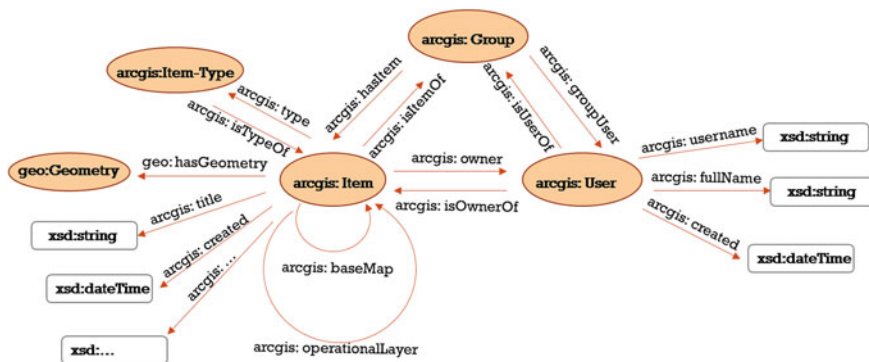 arcgis: Group
arcgis:Item-Type
arcgis: hasItem
arcgis: isItemOf
arcgis: isUserOf
arcgis: groupUser
arcgis: type
arcgis: isTypeOf
arcgis: username
xsd:string
geo:Geometry
geo: hasGeometry
arcgis: Item
arcgis: owner
arcgis: User
arcgis: fullName
xsd:string
arcgis: title
arcgis: isOwnerOf
arcgis: created
xsd:string
arcgis: created
xsd:dateTime
arcgis: baseMap
xsd:dateTime
arcgis: ...
xsd:...
arcgis: operationalLayer